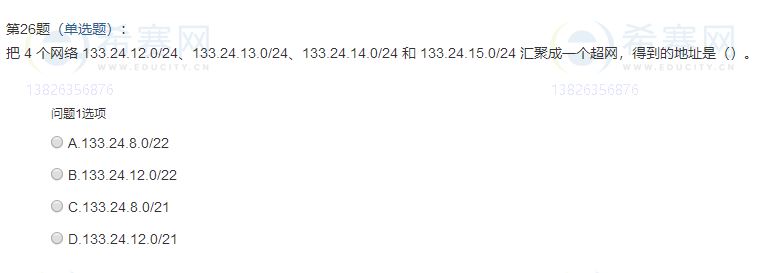 第26题（单选题）：
把 4 个网络 133.24.12.0/24、133.24.13.0/24、133.24.14.0/24 和 133.24.15.0/24 汇聚成一个超网，得到的地址是（）。
希赛网 希赛网
WWW.EDUCITY.CN WWW.EDUCITY.CN
13826356876 13826356876
问题1选项
A.133.24.8.0/22
B.133.24.12.0/22
C.133.24.8.0/21
D.133.24.12.0/21